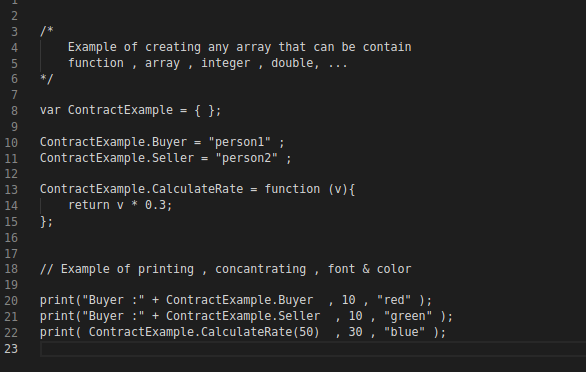 1
2
3 /*
4 Example of creating any array that can be contain
5 function , array , integer , double, ...
6 */
7
8 var ContractExample = { };
9
10 ContractExample.Buyer = "person1" ;
11 ContractExample.Seller = "person2" ;
12
13 ContractExample.CalculateRate = function (v){
14 return v * 0.3;
15 };
16
17
18 // Example of printing , concantrating , font & color
19
20 print("Buyer :" + ContractExample.Buyer , 10 , "red" );
21 print("Buyer :" + ContractExample.Seller , 10 , "green" );
22 print( ContractExample.CalculateRate(50) , 30 , "blue" );
23